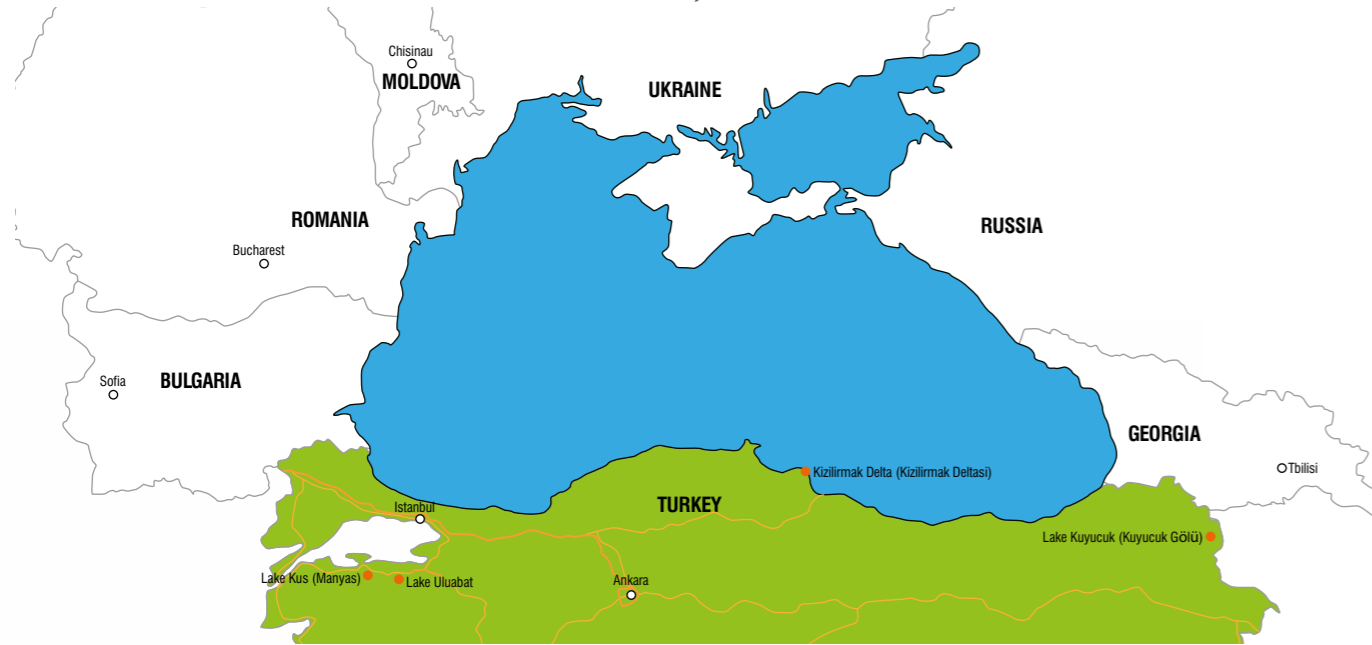 Chisinau
MOLDOVA
UKRAINE
ROMANIA
RUSSIA
Bucharest
Sofia
BULGARIA
GEORGIA
Tbilisi
Kizilirmak Delta (Kizilirmak Deltasi)
TURKEY
Istanbul
Lake Kuyucuk (Kuyucuk Gölü)
Lake Kus (Manyas)
Lake Uluabat
Ankara